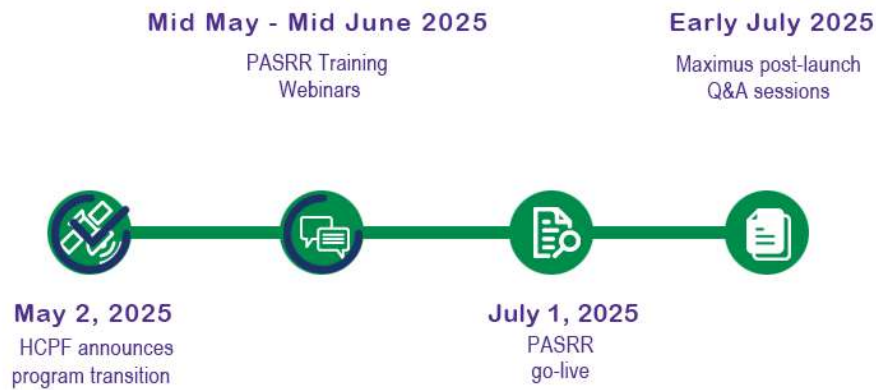 Mid May - Mid June 2025
PASRR Training
Webinars
Early July 2025
Maximus post-launch
Q&A sessions
May 2, 2025
HCPF announces
program transition
July 1, 2025
PASRR
go-live